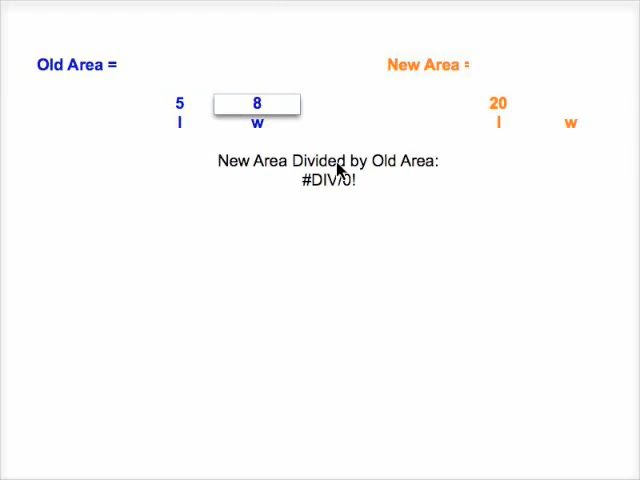 Old Area = New Area =
5 8 20
l w l w
New Area Divided by Old Area:
#DIV/0!